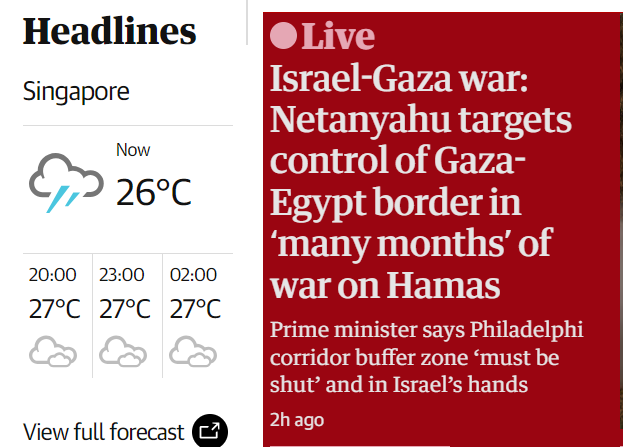 Headlines
Singapore
Now
26°C
20:00 23:00 02:00
27°C 27°C 27°C
View full forecast
Live
Israel-Gaza war:
Netanyahu targets
control of Gaza-
Egypt border in
‘many months’ of
war on Hamas
Prime minister says Philadelphi
corridor buffer zone ‘must be
shut’ and in Israel’s hands
2h ago